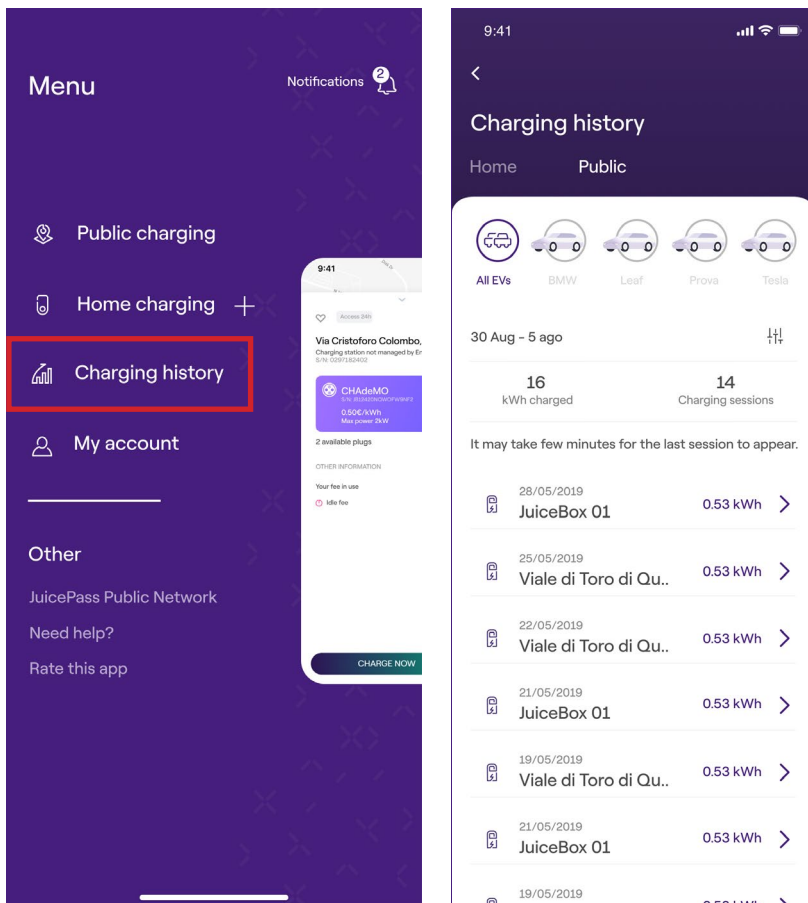 Menu
Notifications
2
Public charging
Home charging
Charging history
My account
Other
JuicePass Public Network
Need help?
Rate this app
9:41
Access 24h
Via Cristoforo Colombo,
Charging station not managed by En
S/N: 0297182402
CHAdeMO
0.50€/kWh
Max power 2kW
2 available plugs
OTHER INFORMATION
Your fee in use
Idle fee
CHARGE NOW
9:41
Charging history
Home Public
All EVs BMW Leaf Prova Tesla
30 Aug - 5 ago
16 14
kWh charged Charging sessions
It may take few minutes for the last session to appear.
28/05/2019
JuiceBox 01 0.53 kWh
25/05/2019
Viale di Toro di Qu.. 0.53 kWh
22/05/2019
Viale di Toro di Qu.. 0.53 kWh
21/05/2019
JuiceBox 01 0.53 kWh
19/05/2019
Viale di Toro di Qu.. 0.53 kWh
21/05/2019
JuiceBox 01 0.53 kWh
19/05/2019